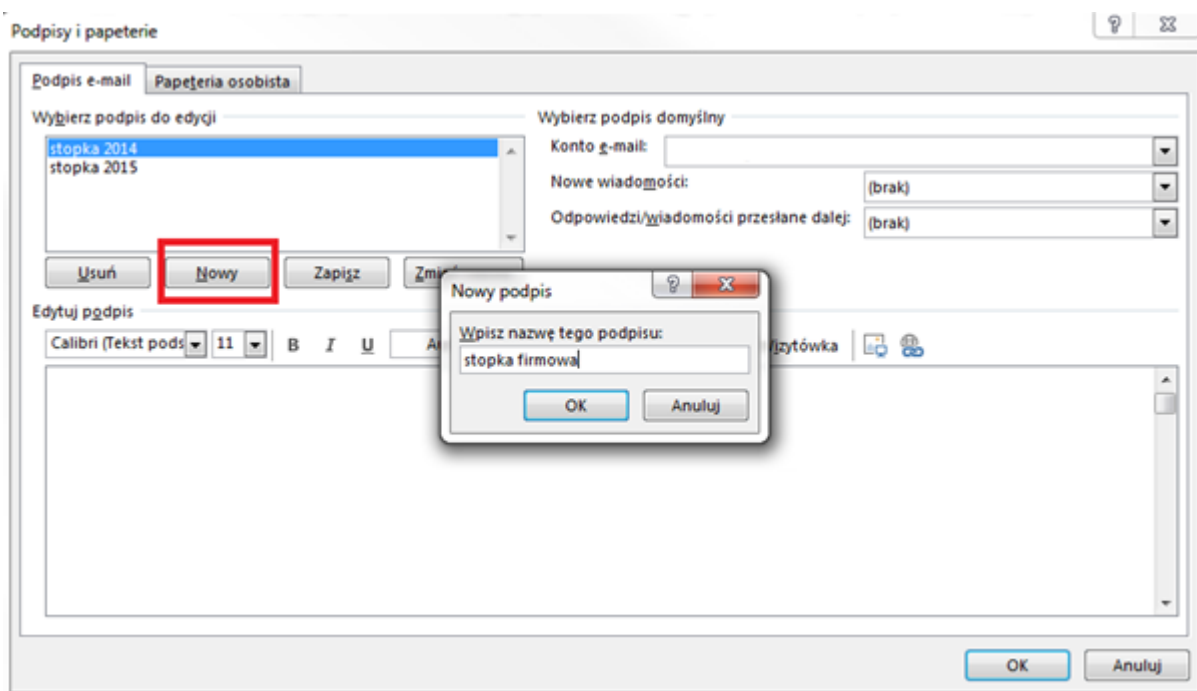 Podpisy i papeterie
Podpis e-mail Papeteria osobista
Wybierz podpis do edycji
stopka 2014
stopka 2015
Usuń Nowy Zapisz
Wybierz podpis domyślny
Konto e-mail:
Nowe wiadomości: (brak)
Odpowiedzi/wiadomości przesłane dalej: (brak)
Edytuj podpis
Calibri (Tekst pods 11 B I U
Nowy podpis
Wpisz nazwę tego podpisu:
stopka firmowa
OK Anuluj
OK Anuluj